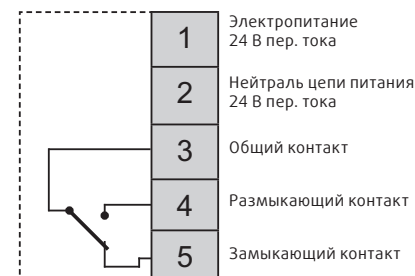 1
Электропитание
24 В пер. тока
2
Нейтраль цепи питания
24 В пер. тока
3
Общий контакт
4
Размыкающий контакт
5
Замыкающий контакт